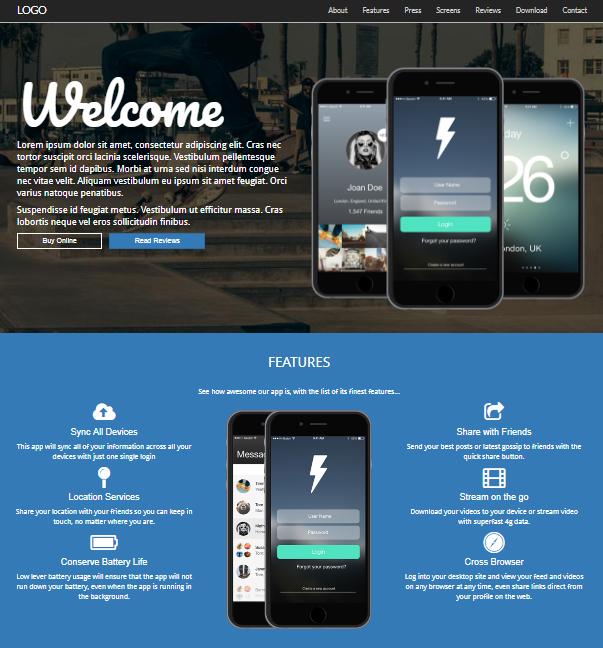 LOGO
About Features Press Screens Reviews Download Contact
Welcome
Lorem ipsum dolor sit amet, consectetur adipiscing elit. Cras nec
tortor suscipit orci lacinia scelerisque. Vestibulum pellentesque
tempor sem id dapibus. Morbi at urna sed nisi interdum congue
nec vitae velit. Aliquam vestibulum eu ipsum sit amet feugiat. Orci
varius natoque penatibus.
Suspendisse id feugiat metus. Vestibulum ut efficitur massa. Cras
lobortis neque vel eros sollicitudin finibus.
Buy Online Read Reviews
Joan Doe
1,547 Friends
9:41 AM
User Name
Password
Login
Forgot your password?
Create a new account
day
26°
ondon, UK
FEATURES
See how awesome our app is, with the list of its finest features...
Sync All Devices
This app will sync all of your information across all your
devices with just one single login
Location Services
Share your location with your friends so you can keep in
touch, no matter where you are.
Conserve Battery Life
Low lever battery usage will ensure that the app will not
run down your battery, even when the app is running in
the background.
Messa
9:41 AM
User Name
Password
Login
Forgot your password?
Create a new account
Share with Friends
Send your best posts or latest gossip to friends with the
quick share button.
Stream on the go
Download your videos to your device or stream video
with superfast 4g data.
Cross Browser
Log into your desktop site and view your feed and videos
on any browser at any time, even share links direct from
your profile on the web.